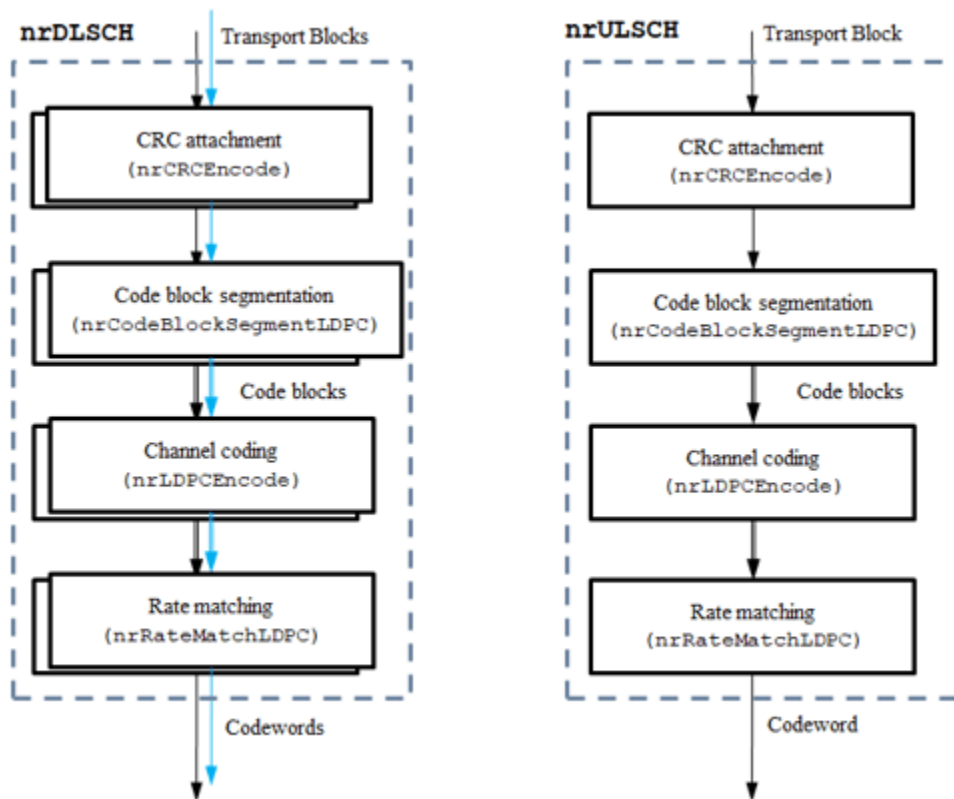 nrDLSCH
Transport Blocks
CRC attachment
(nrCRCEncode)
Code block segmentation
(nrCodeBlockSegmentLDPC)
Code blocks
Channel coding
(nrLDPCEncode)
Rate matching
(nrRateMatchLDPC)
Codewords
nrULSCH
Transport Block
CRC attachment
(nrCRCEncode)
Code block segmentation
(nrCodeBlockSegmentLDPC)
Code blocks
Channel coding
(nrLDPCEncode)
Rate matching
(nrRateMatchLDPC)
Codeword